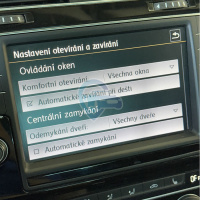 Nastavení otevírání a zavírání
Ovládání oken
Komfortní otevírání: Všechna okna
Automatické zavírání při dešti
Centrální zamykání
Odemykání dveří: Všechny dveře
Automatické zamykání